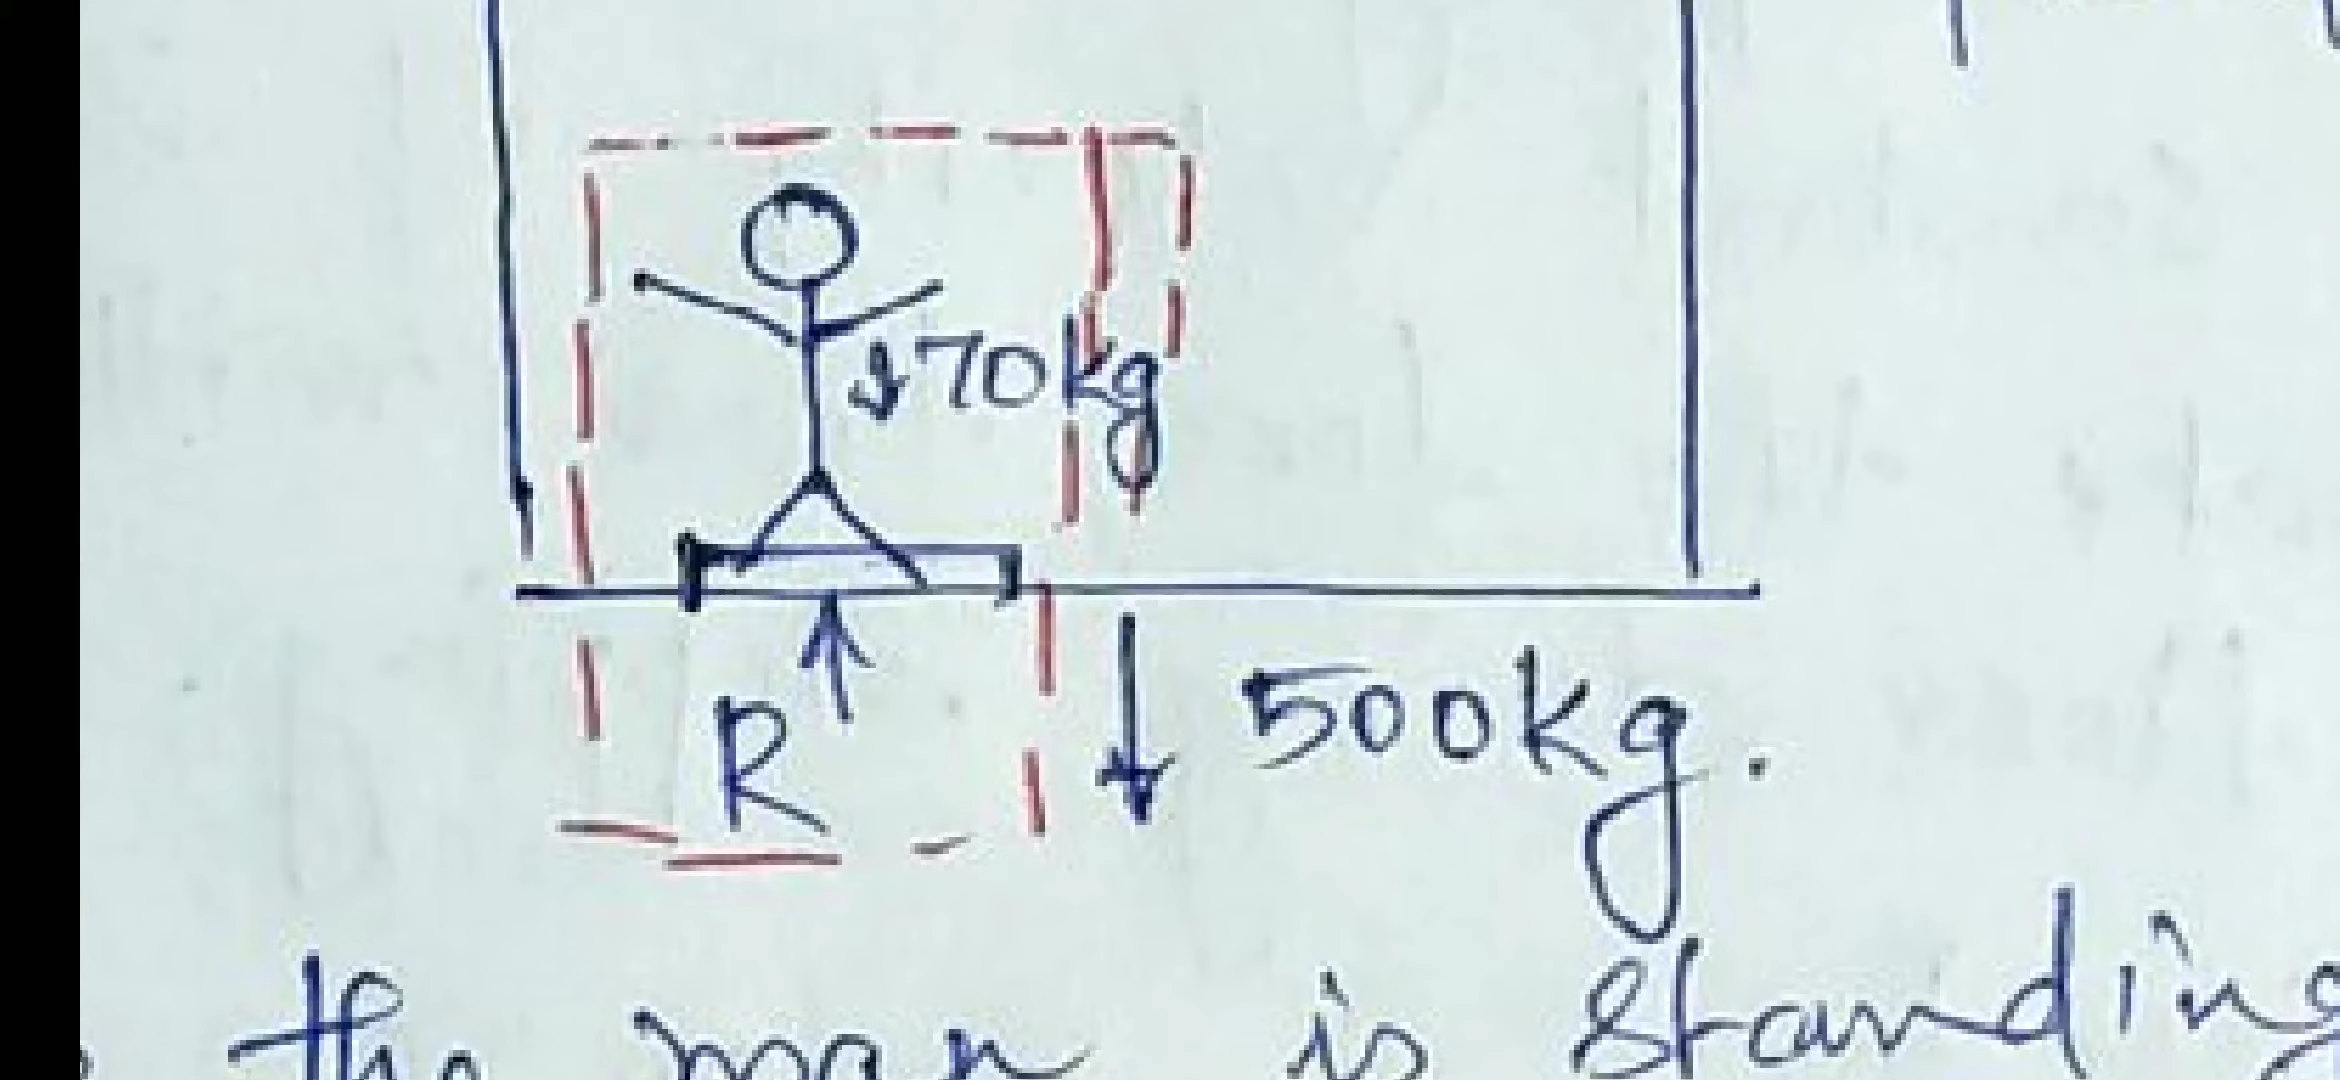 ↓70kg
R
500kg.
the man is standing